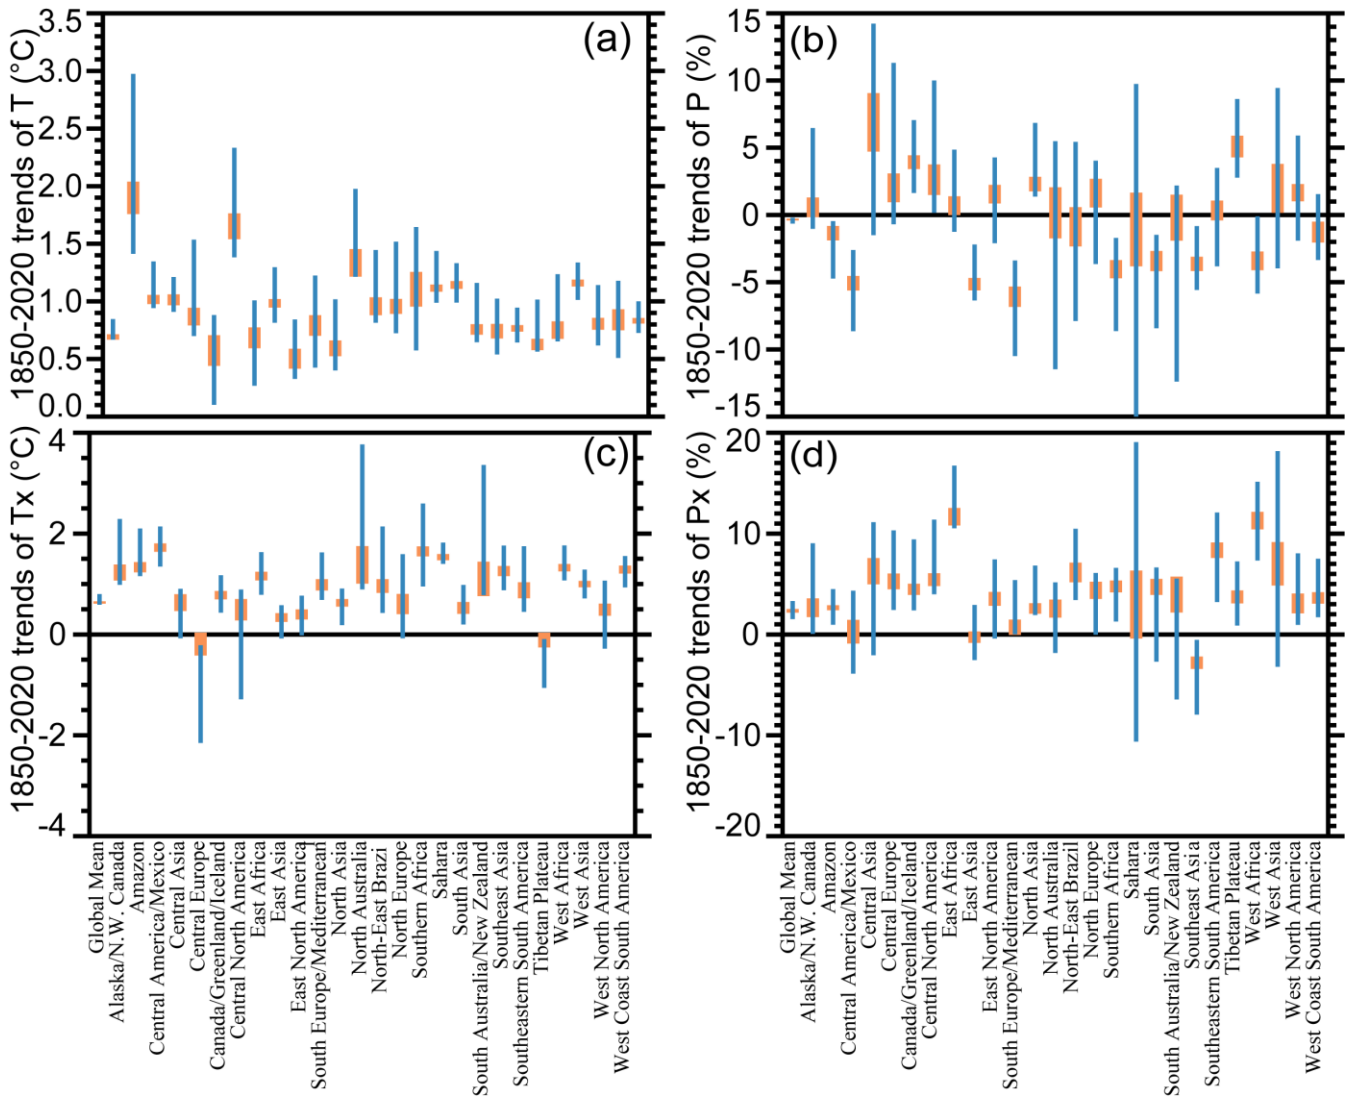 1850-2020 trends of T (°C)
3.5
3.0
2.5
2.0
1.5
1.0
0.5
0.0
(a)
1850-2020 trends of P (%)
15
10
5
0
-5
-10
-15
(b)
1850-2020 trends of Tx (°C)
4
2
0
-2
-4
(c)
1850-2020 trends of Px (%)
20
10
0
-10
-20
(d)
Global Mean
Alaska/N.W. Canada
Amazon
Central America/Mexico
Central Asia
Central Europe
Canada/Greenland/Iceland
Central North America
East Africa
East Asia
East North America
South Europe/Mediterranean
North Asia
North Australia
North-East Brazi
North Europe
Southern Africa
Sahara
South Asia
South Australia/New Zealand
Southeast Asia
Southeastern South America
Tibetan Plateau
West Africa
West Asia
West North America
West Coast South America
Global Mean
Alaska/N.W. Canada
Amazon
Central America/Mexico
Central Asia
Central Europe
Canada/Greenland/Iceland
Central North America
East Africa
East Asia
East North America
South Europe/Mediterranean
North Asia
North Australia
North-East Brazil
North Europe
Southern Africa
Sahara
South Asia
South Australia/New Zealand
Southeast Asia
Southeastern South America
Tibetan Plateau
West Africa
West Asia
West North America
West Coast South America